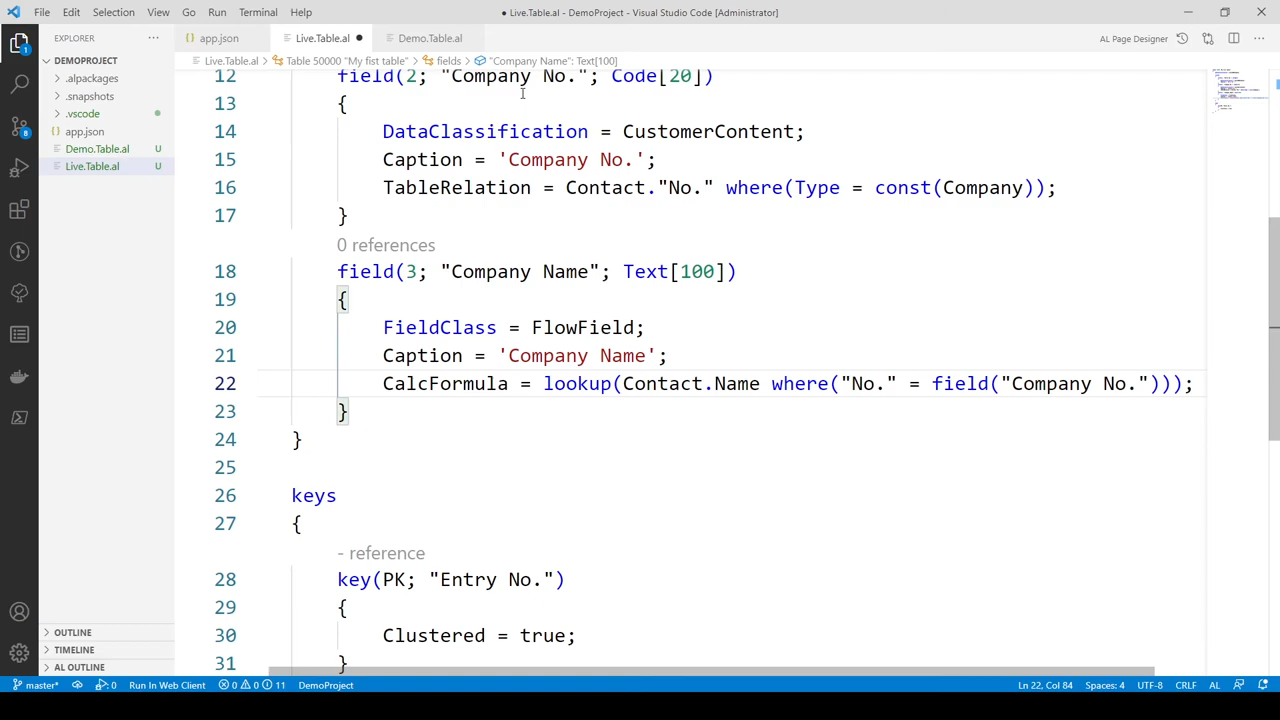 File Edit Selection View Go Run Terminal Help
● Live.Table.al - DemoProject - Visual Studio Code [Administrator]
EXPLORER
DEMOPROJECT
.alpackages
.snapshots
.vscode
app.json
Demo.Table.al U
Live.Table.al U
OUTLINE
TIMELINE
AL OUTLINE
1
8
app.json Live.Table.al ● Demo.Table.al
AL Page Designer
Live.Table.al > Table 50000 "My fist table" > fields > "Company Name": Text[100]
12 field(2; "Company No."; Code[20])
13 {
14 DataClassification = CustomerContent;
15 Caption = 'Company No.';
16 TableRelation = Contact."No." where(Type = const(Company));
17 }
0 references
18 field(3; "Company Name"; Text[100])
19 {
20 FieldClass = FlowField;
21 Caption = 'Company Name';
22 CalcFormula = lookup(Contact.Name where("No." = field("Company No.")));
23 }
24 }
25
26 keys
27 {
- reference
28 key(PK; "Entry No.")
29 {
30 Clustered = true;
31 }
master* 0 Run In Web Client 0 0 11 DemoProject
Ln 22, Col 84 Spaces: 4 UTF-8 CRLF AL